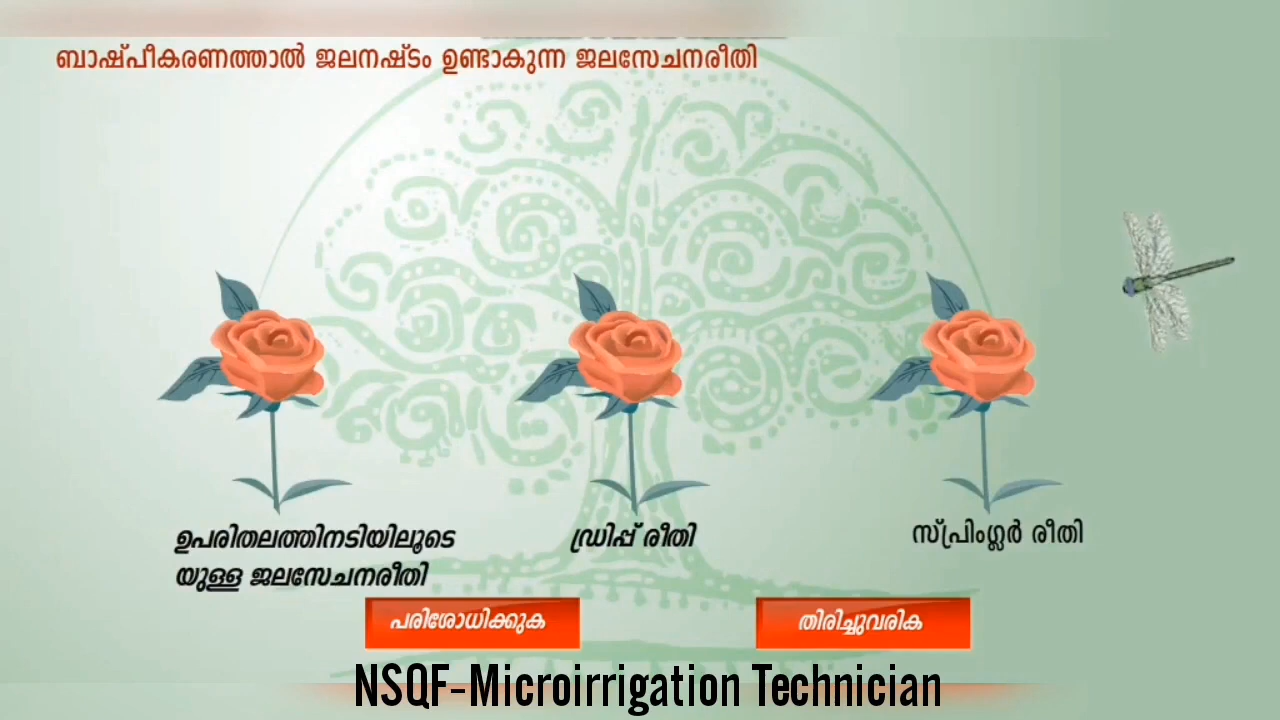 ബാഷ്പീകരണത്താൽ ജലനഷ്ടം ഉണ്ടാകുന്ന ജലസേചനരീതി
ഉപരിതലത്തിനടിയിലൂടെ
യുള്ള ജലസേചനരീതി
ഡ്രിപ്പ് രീതി
സ്പ്രിംഗ്ലർ രീതി
പരിശോധിക്കുക
തിരിച്ചുവരിക
NSQF-Microirrigation Technician